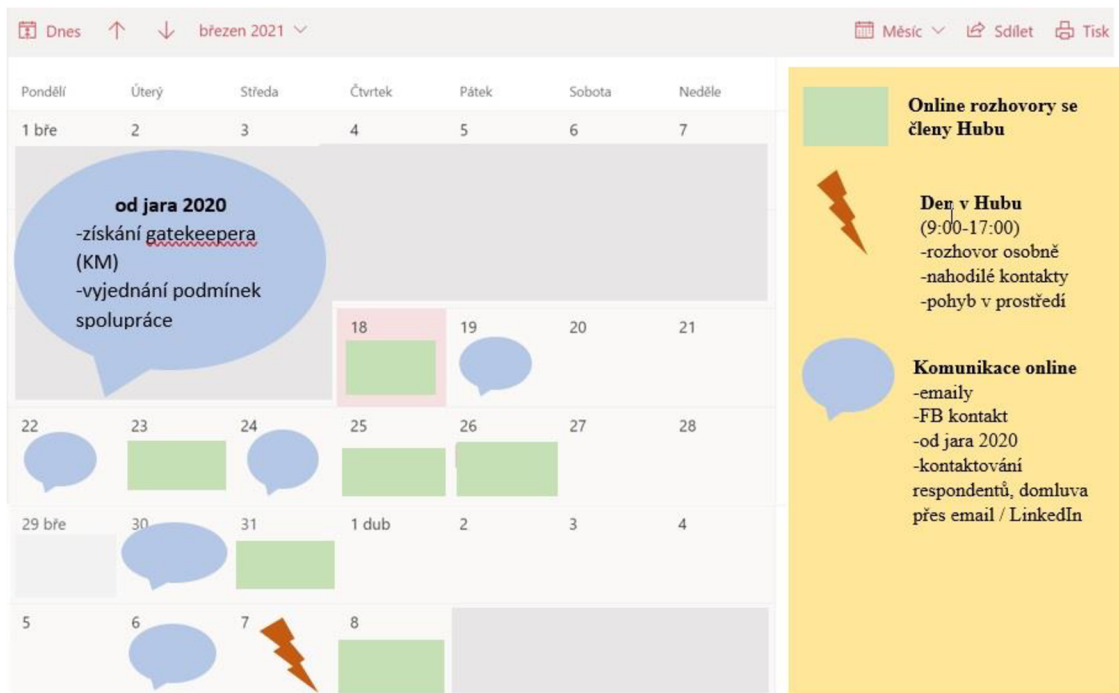 Dnes březen 2021 Měsíc Sdílet Tisk
Pondělí Úterý Středa Čtvrtek Pátek Sobota Neděle
1 bře 2 3 4 5 6 7
od jara 2020
-získání gatekeepera
(KM)
-vyjednání podmínek
spolupráce
18 19 20 21
22 23 24 25 26 27 28
29 bře 30 31 1 dub 2 3 4
5 6 7 8
Online rozhovory se
členy Hubu
Den v Hubu
(9:00-17:00)
-rozhovor osobně
-nahodilé kontakty
-pohyb v prostředí
Komunikace online
-emaily
-FB kontakt
-od jara 2020
-kontaktování
respondentů, domluva
přes email / LinkedIn